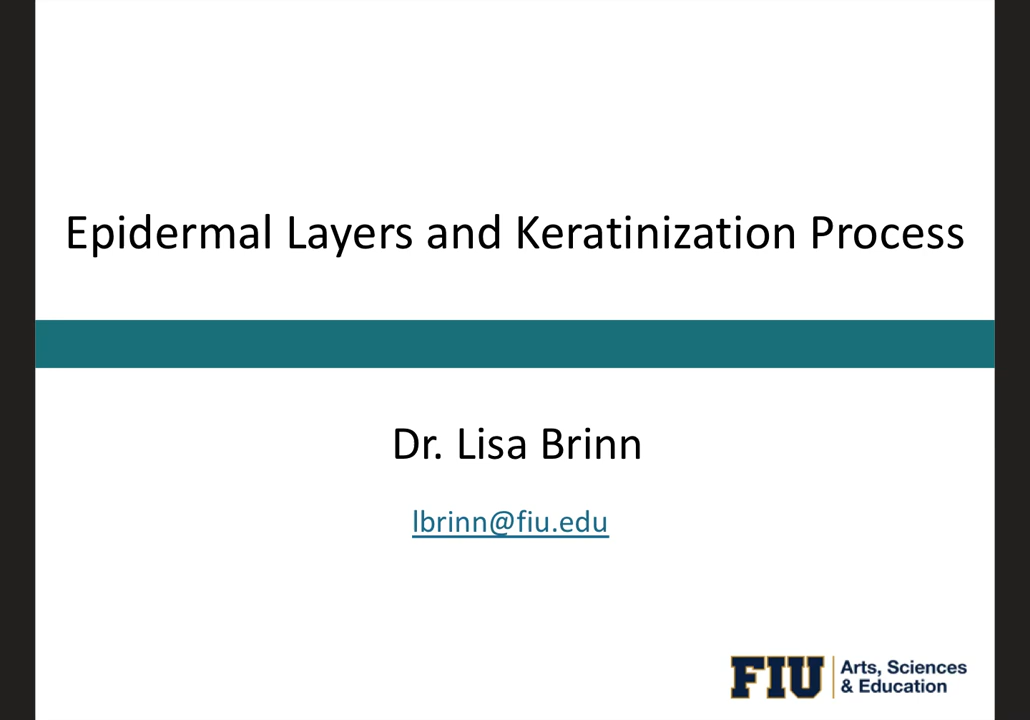 Epidermal Layers and Keratinization Process
Dr. Lisa Brinn
lbrinn@fiu.edu
FIU
Arts, Sciences
& Education